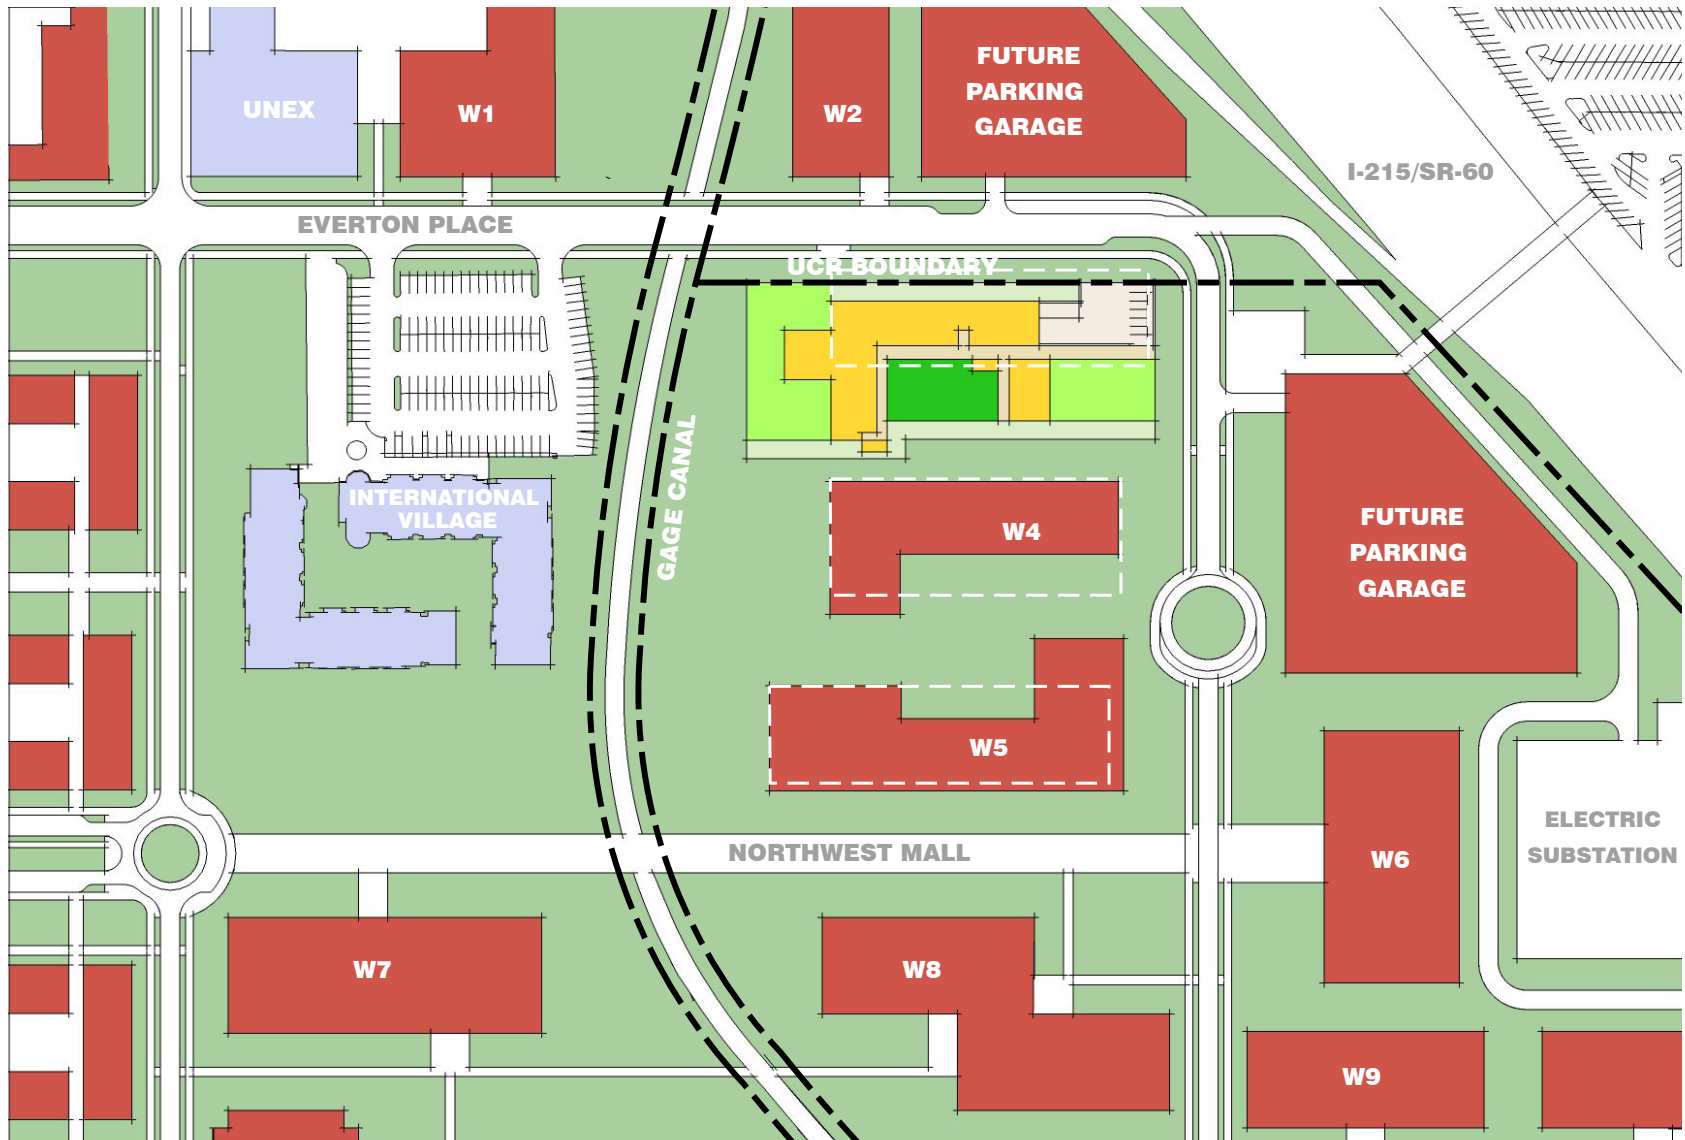 FUTURE
PARKING
GARAGE
UNEX
W1
W2
I-215/SR-60
EVERTON PLACE
UCR BOUNDARY
GAGE CANAL
INTERNATIONAL
VILLAGE
W4
FUTURE
PARKING
GARAGE
W5
ELECTRIC
SUBSTATION
NORTHWEST MALL
W6
W7
W8
W9